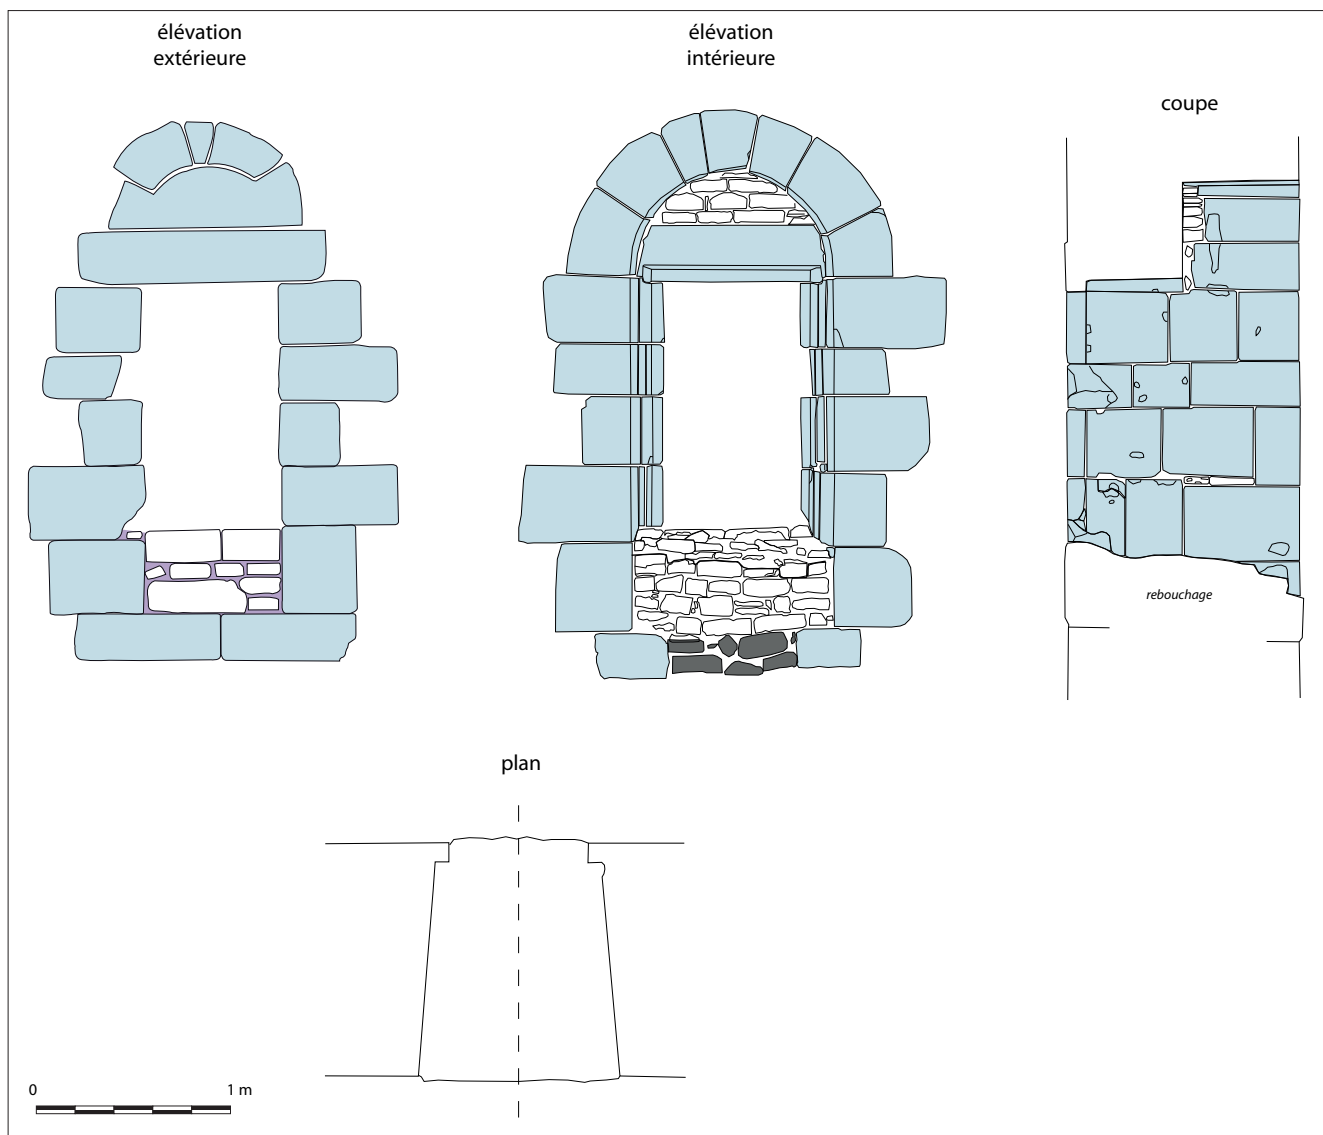 élévation
extérieure
élévation
intérieure
coupe
rebouchage
plan
0 1 m